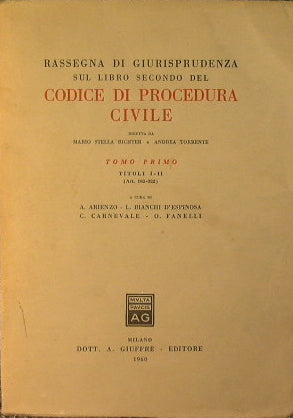 RASSEGNA DI GIURISPRUDENZA
SUL LIBRO SECONDO DEL
CODICE DI PROCEDURA
CIVILE
DIRETTA DA
MARIO STELLA RICHTER e ANDREA TORRENTE
TOMO PRIMO
TITOLI I-II
(Art. 163-322)
A CURA DI
A. ARIENZO - L. BIANCHI D'ESPINOSA
C. CARNEVALE - O. FANELLI
MVLTA
PAVCIS
AG
MILANO
DOTT. A. GIUFFRÈ - EDITORE
1960